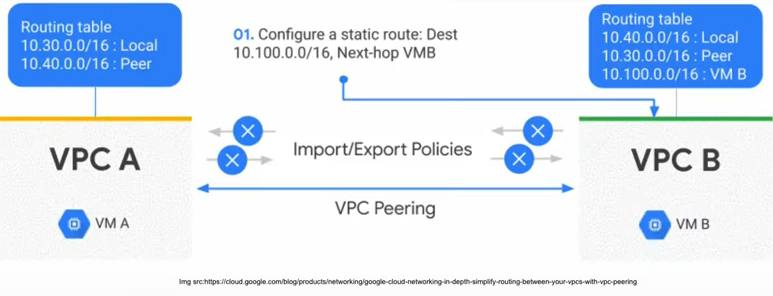 Routing table
10.30.0.0/16 : Local
10.40.0.0/16 : Peer
01. Configure a static route: Dest
10.100.0.0/16, Next-hop VMB
Routing table
10.40.0.0/16 : Local
10.30.0.0/16 : Peer
10.100.0.0/16 : VM B
VPC A
Import/Export Policies
VPC B
VPC Peering
VM A
VM B
Img src:https://cloud.google.com/blog/products/networking/google-cloud-networking-in-depth-simplify-routing-between-your-vpcs-with-vpc-peering